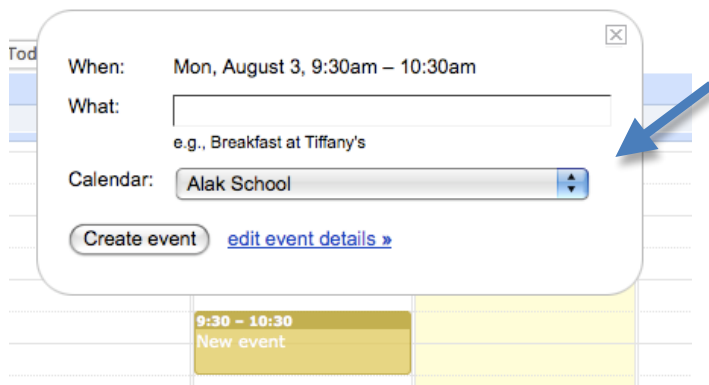 Tod
When: Mon, August 3, 9:30am – 10:30am
What:
e.g., Breakfast at Tiffany's
Calendar: Alak School
Create event edit event details »
9:30 – 10:30
New event